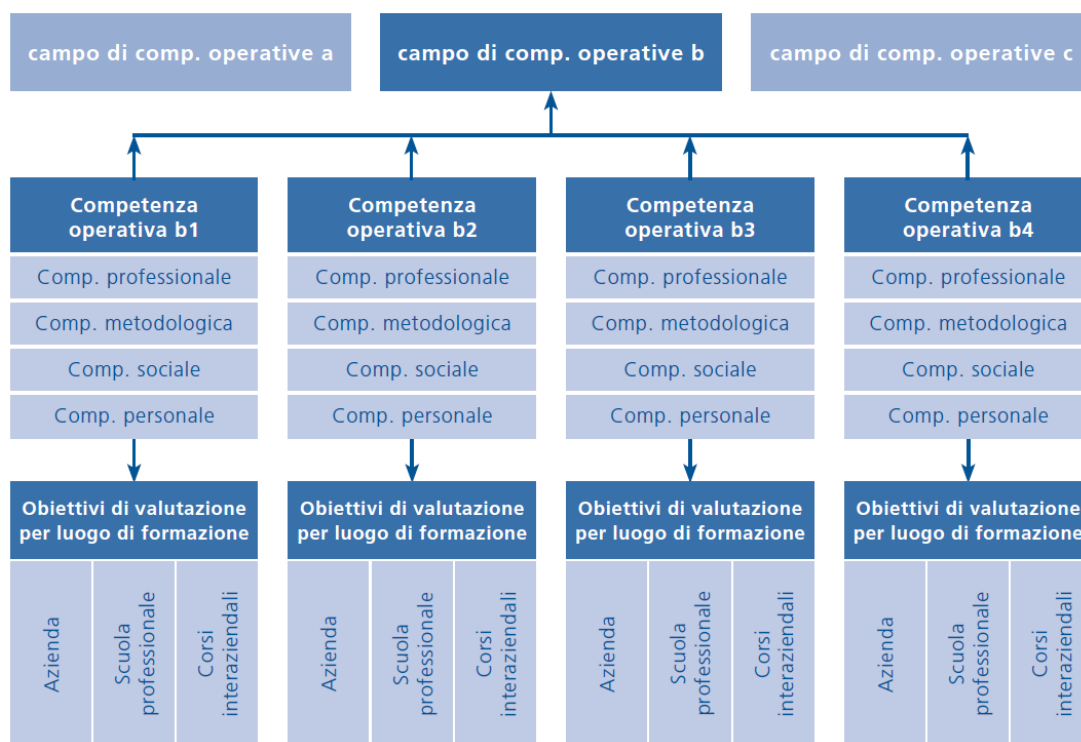 campo di comp. operative a
campo di comp. operative b
campo di comp. operative c
Competenza
operativa b1
Comp. professionale
Comp. metodologica
Comp. sociale
Comp. personale
Obiettivi di valutazione
per luogo di formazione
Azienda
Scuola
professionale
Corsi
interaziendali
Competenza
operativa b2
Comp. professionale
Comp. metodologica
Comp. sociale
Comp. personale
Obiettivi di valutazione
per luogo di formazione
Azienda
Scuola
professionale
Corsi
interaziendali
Competenza
operativa b3
Comp. professionale
Comp. metodologica
Comp. sociale
Comp. personale
Obiettivi di valutazione
per luogo di formazione
Azienda
Scuola
professionale
Corsi
interaziendali
Competenza
operativa b4
Comp. professionale
Comp. metodologica
Comp. sociale
Comp. personale
Obiettivi di valutazione
per luogo di formazione
Azienda
Scuola
professionale
Corsi
interaziendali